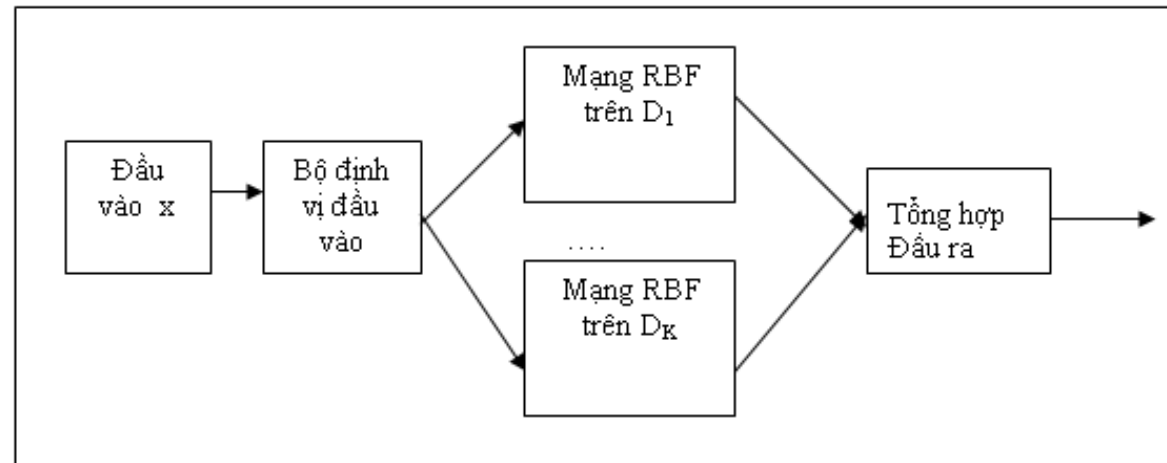 Đầu
vào x
Bộ định
vị đầu
vào
Mạng RBF
trên D₁
....
Mạng RBF
trên Dₖ
Tổng hợp
Đầu ra